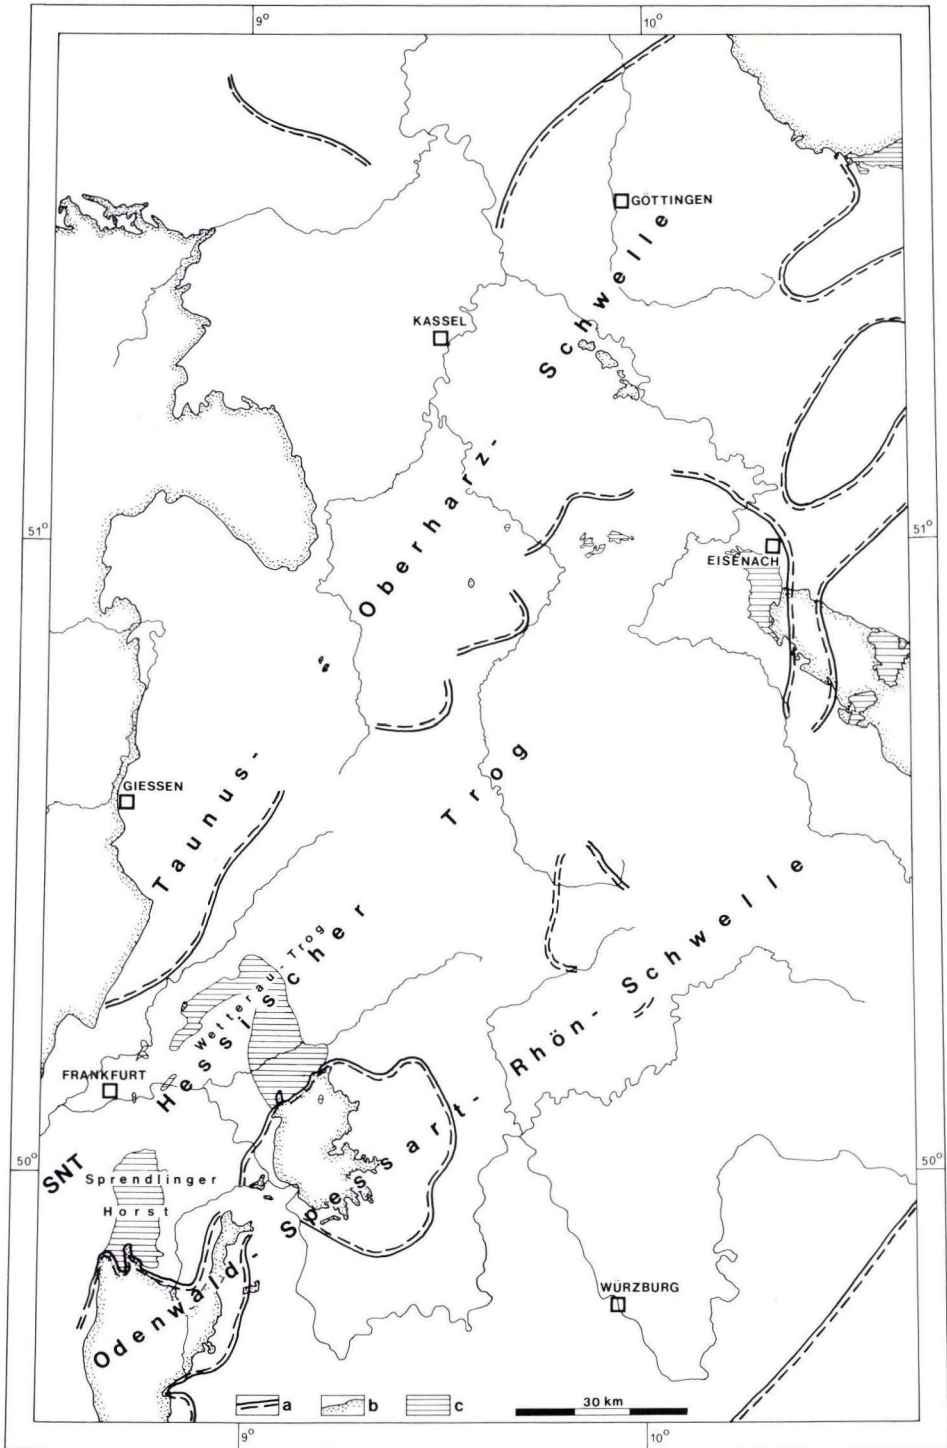 9°
10°
GÖTTINGEN
KASSEL
Taunus-Oberharz-Schwelle
51°
51°
EISENACH
GIESSEN
Hessischer Trog
Wetterau-Trog
FRANKFURT
Odenwald-Spessart-Rhön-Schwelle
50°
50°
SNT
Sprendlinger
Horst
WÜRZBURG
a
b
c
30 km
9°
10°